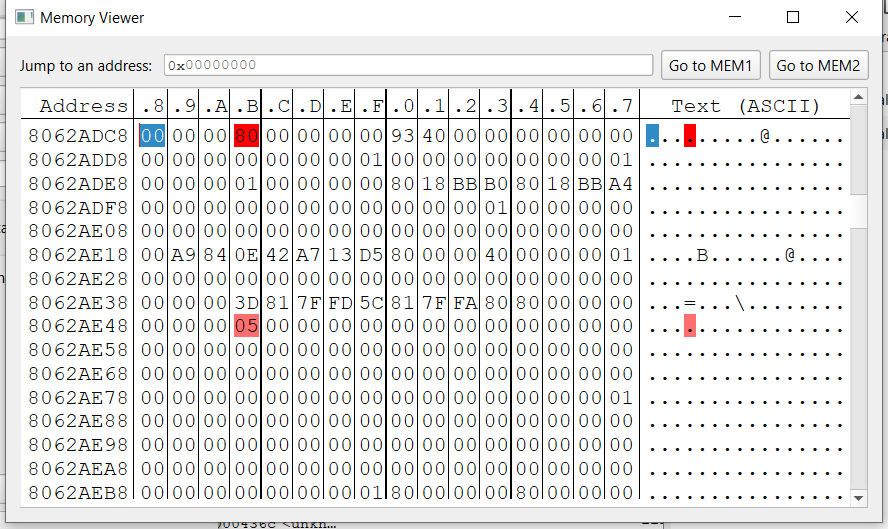 Memory Viewer
Jump to an address: 0x00000000 Go to MEM1 Go to MEM2
Address .8 .9 .A .B .C .D .E .F .0 .1 .2 .3 .4 .5 .6 .7 Text (ASCII)
8062ADC8 00 00 00 80 00 00 00 00 93 40 00 00 00 00 00 00 .........@......
8062ADD8 00 00 00 00 00 00 00 01 00 00 00 00 00 00 00 01 ................
8062ADE8 00 00 00 01 00 00 00 00 80 18 BB B0 80 18 BB A4 ................
8062ADF8 00 00 00 00 00 00 00 00 00 00 00 01 00 00 00 00 ................
8062AE08 00 00 00 00 00 00 00 00 00 00 00 00 00 00 00 00 ................
8062AE18 00 A9 84 0E 42 A7 13 D5 80 00 00 40 00 00 00 01 ....B......@....
8062AE28 00 00 00 00 00 00 00 00 00 00 00 00 00 00 00 00 ................
8062AE38 00 00 00 3D 81 7F FD 5C 81 7F FA 80 80 00 00 00 ...=...\........
8062AE48 00 00 00 05 00 00 00 00 00 00 00 00 00 00 00 00 ................
8062AE58 00 00 00 00 00 00 00 00 00 00 00 00 00 00 00 00 ................
8062AE68 00 00 00 00 00 00 00 00 00 00 00 00 00 00 00 00 ................
8062AE78 00 00 00 00 00 00 00 00 00 00 00 00 00 00 00 01 ................
8062AE88 00 00 00 00 00 00 00 00 00 00 00 00 00 00 00 00 ................
8062AE98 00 00 00 00 00 00 00 00 00 00 00 00 00 00 00 00 ................
8062AEA8 00 00 00 00 00 00 00 00 00 00 00 00 00 00 00 00 ................
8062AEB8 00 00 00 00 00 00 00 01 80 00 00 00 80 00 00 00 ................